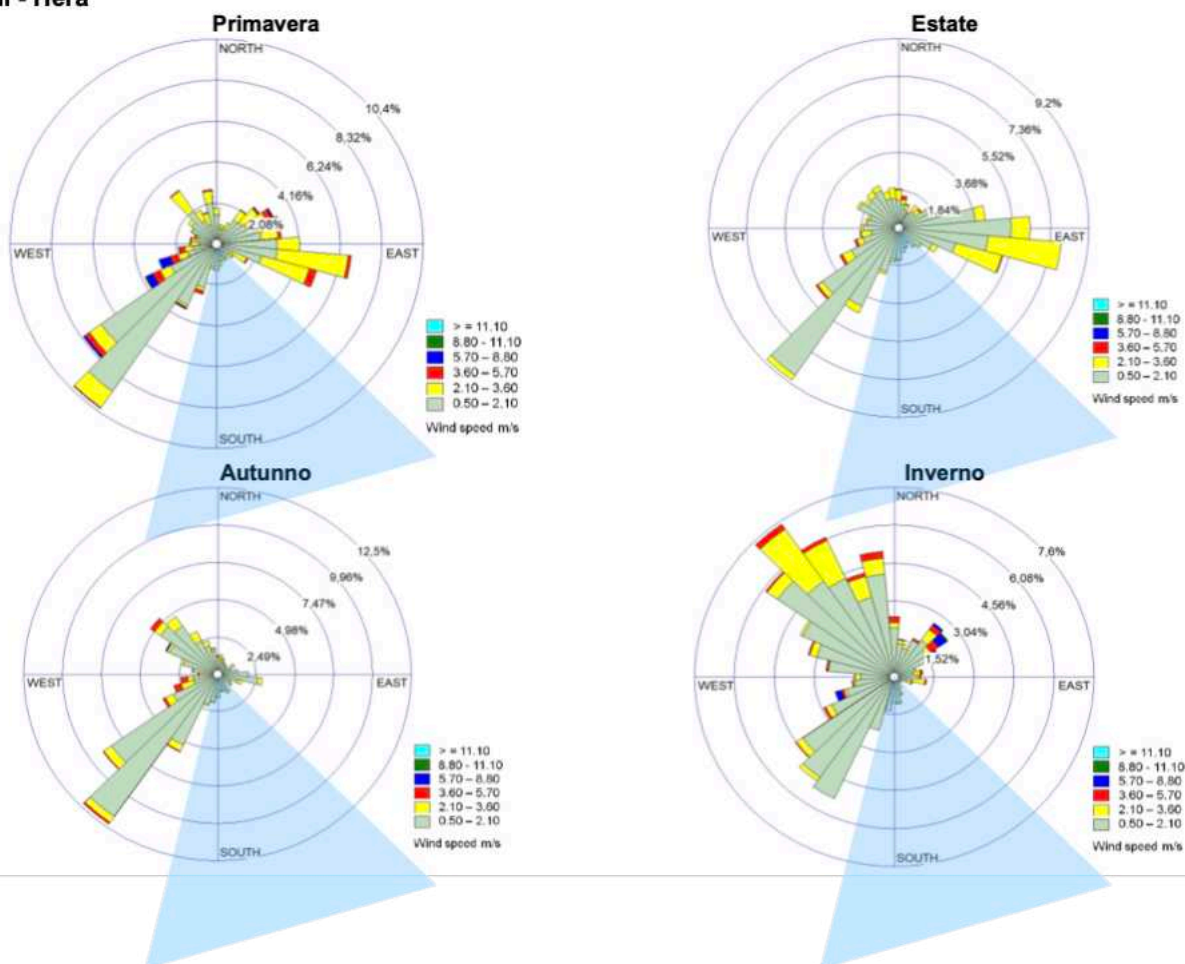 - Hera
Primavera
NORTH
10,4%
8,32%
6,24%
4,16%
2,08%
WEST
EAST
SOUTH
> = 11.10
8.80 - 11.10
5.70 – 8.80
3.60 – 5.70
2.10 – 3.60
0.50 – 2.10
Wind speed m/s
Estate
NORTH
9,2%
7,36%
5,52%
3,68%
1,84%
WEST
EAST
SOUTH
> = 11.10
8.80 - 11.10
5.70 – 8.80
3.60 – 5.70
2.10 – 3.60
0.50 – 2.10
Wind speed m/s
Autunno
NORTH
12,5%
9,96%
7,47%
4,98%
2,49%
WEST
EAST
SOUTH
> = 11.10
8.80 - 11.10
5.70 – 8.80
3.60 – 5.70
2.10 – 3.60
0.50 – 2.10
Wind speed m/s
Inverno
NORTH
7,6%
6,08%
4,56%
3,04%
1,52%
WEST
EAST
SOUTH
> = 11.10
8.80 - 11.10
5.70 – 8.80
3.60 – 5.70
2.10 – 3.60
0.50 – 2.10
Wind speed m/s